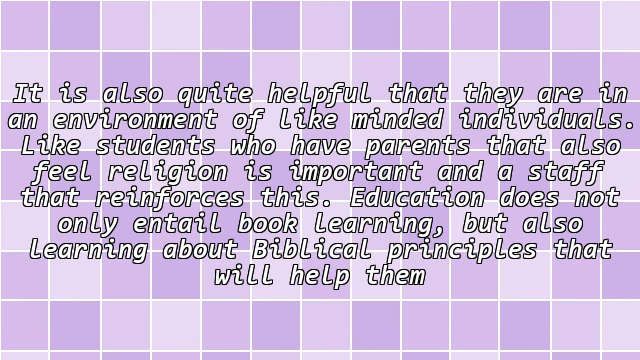 It is also quite helpful that they are in
an environment of like minded individuals.
Like students who have parents that also
feel religion is important and a staff
that reinforces this. Education does not
only entail book learning, but also
learning about Biblical principles that
will help them